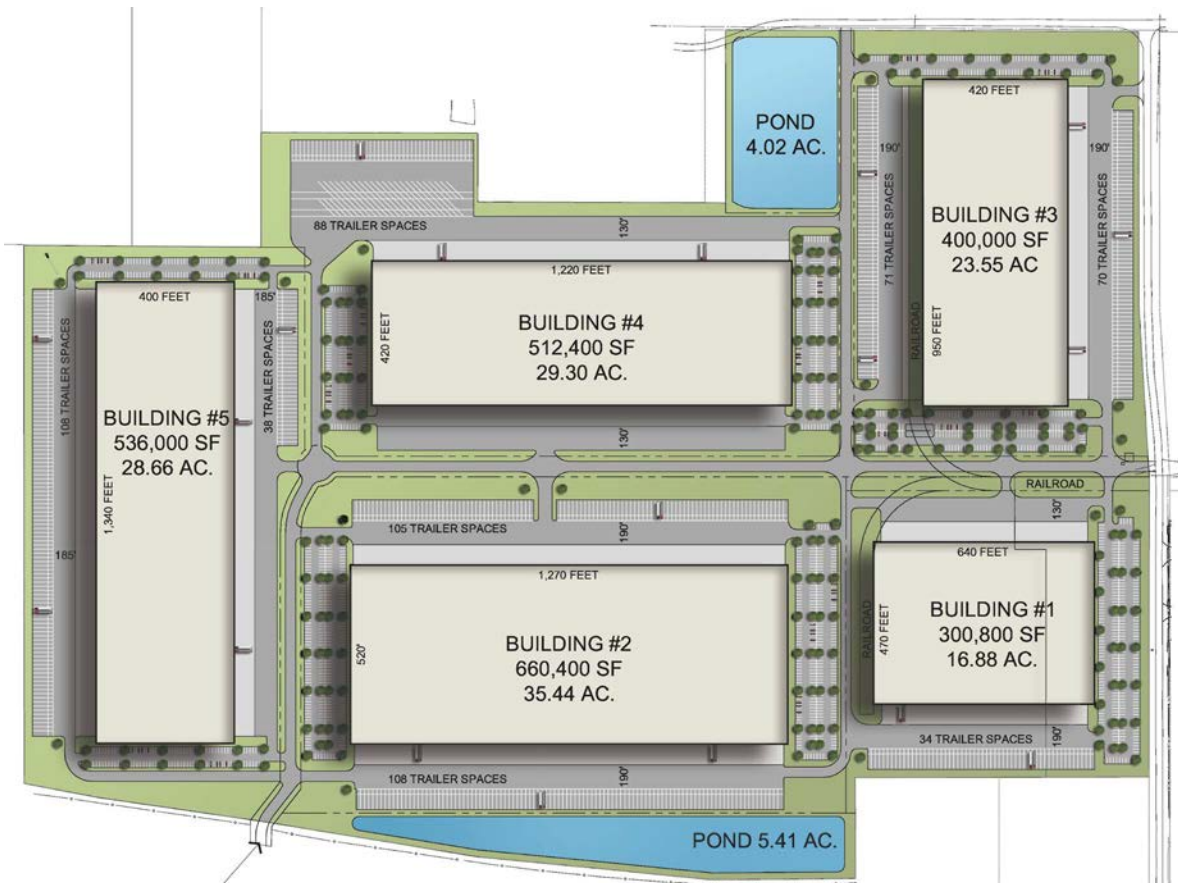 POND
4.02 AC.
420 FEET
190'
190'
71 TRAILER SPACES
70 TRAILER SPACES
BUILDING #3
400,000 SF
23.55 AC
RAILROAD
950 FEET
88 TRAILER SPACES
130'
1,220 FEET
420 FEET
BUILDING #4
512,400 SF
29.30 AC.
130'
400 FEET
185'
108 TRAILER SPACES
38 TRAILER SPACES
BUILDING #5
536,000 SF
28.66 AC.
1,340 FEET
185'
105 TRAILER SPACES
190'
1,270 FEET
520'
BUILDING #2
660,400 SF
35.44 AC.
108 TRAILER SPACES
190'
RAILROAD
130'
640 FEET
RAILROAD
470 FEET
BUILDING #1
300,800 SF
16.88 AC.
34 TRAILER SPACES
190'
POND 5.41 AC.